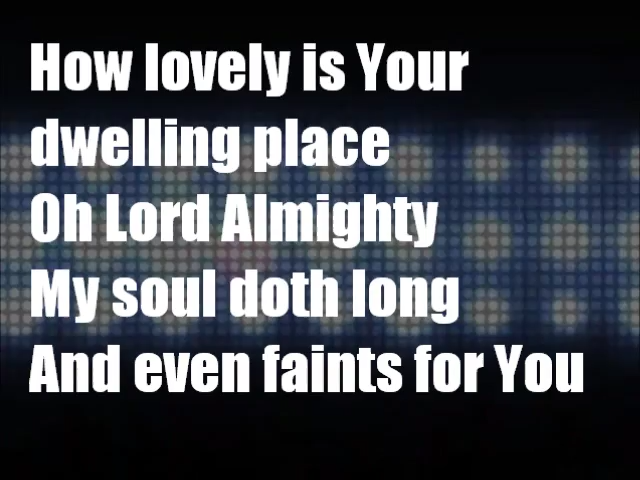 How lovely is Your
dwelling place
Oh Lord Almighty
My soul doth long
And even faints for You